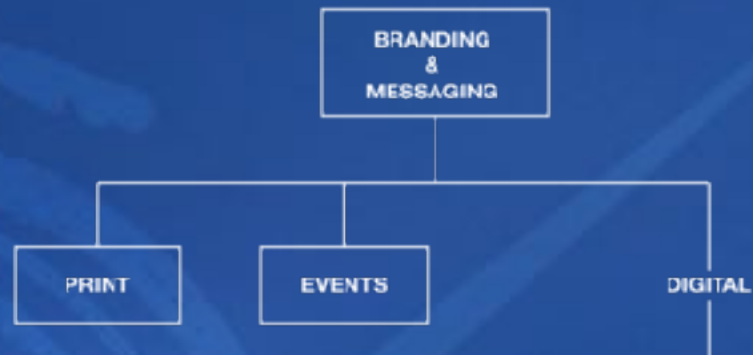 BRANDING
&
MESSAGING
PRINT
EVENTS
DIGITAL